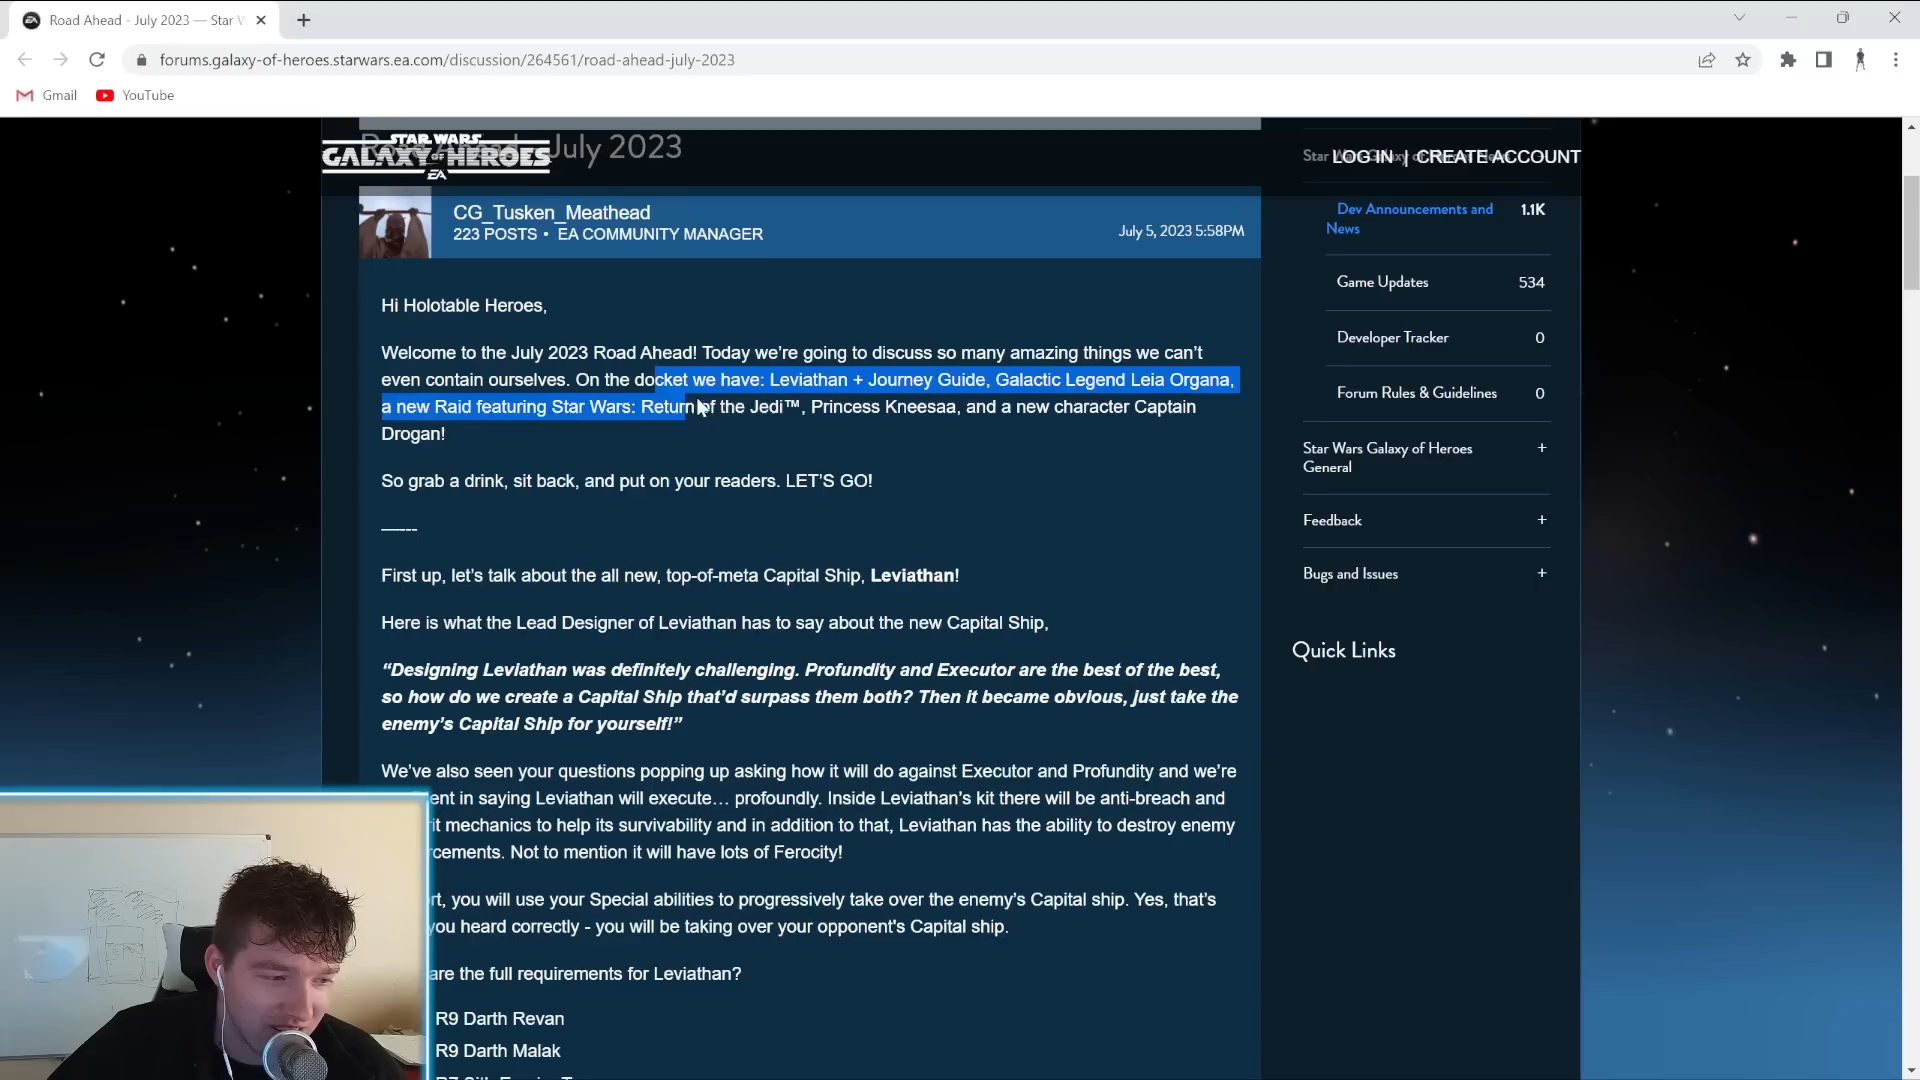 Road Ahead - July 2023 — Star W
forums.galaxy-of-heroes.starwars.ea.com/discussion/264561/road-ahead-july-2023
Gmail
YouTube
July 2023
STAR WARS
GALAXY OF HEROES
EA
LOG IN | CREATE ACCOUNT
CG_Tusken_Meathead
223 POSTS • EA COMMUNITY MANAGER
July 5, 2023 5:58PM
Hi Holotable Heroes,
Welcome to the July 2023 Road Ahead! Today we’re going to discuss so many amazing things we can’t
even contain ourselves. On the docket we have: Leviathan + Journey Guide, Galactic Legend Leia Organa,
a new Raid featuring Star Wars: Return of the Jedi™, Princess Kneesaa, and a new character Captain
Drogan!
So grab a drink, sit back, and put on your readers. LET’S GO!
——-
First up, let’s talk about the all new, top-of-meta Capital Ship, Leviathan!
Here is what the Lead Designer of Leviathan has to say about the new Capital Ship,
“Designing Leviathan was definitely challenging. Profundity and Executor are the best of the best,
so how do we create a Capital Ship that’d surpass them both? Then it became obvious, just take the
enemy’s Capital Ship for yourself!”
We’ve also seen your questions popping up asking how it will do against Executor and Profundity and we’re
in saying Leviathan will execute… profoundly. Inside Leviathan’s kit there will be anti-breach and
mechanics to help its survivability and in addition to that, Leviathan has the ability to destroy enemy
Not to mention it will have lots of Ferocity!
you will use your Special abilities to progressively take over the enemy’s Capital ship. Yes, that’s
you heard correctly - you will be taking over your opponent's Capital ship.
are the full requirements for Leviathan?
R9 Darth Revan
R9 Darth Malak
Dev Announcements and
News
1.1K
Game Updates 534
Developer Tracker 0
Forum Rules & Guidelines 0
Star Wars Galaxy of Heroes
General
+
Feedback +
Bugs and Issues +
Quick Links